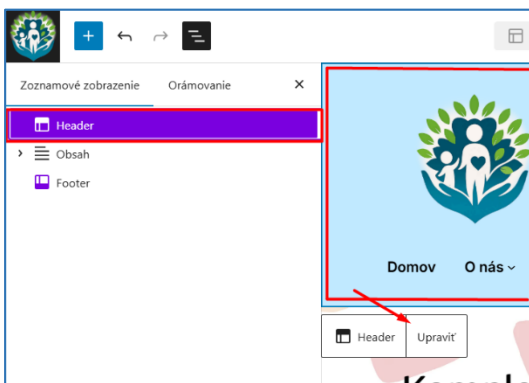 Zoznamové zobrazenie Orámovanie
Header
Obsah
Footer
Domov O nás
Header Upraviť